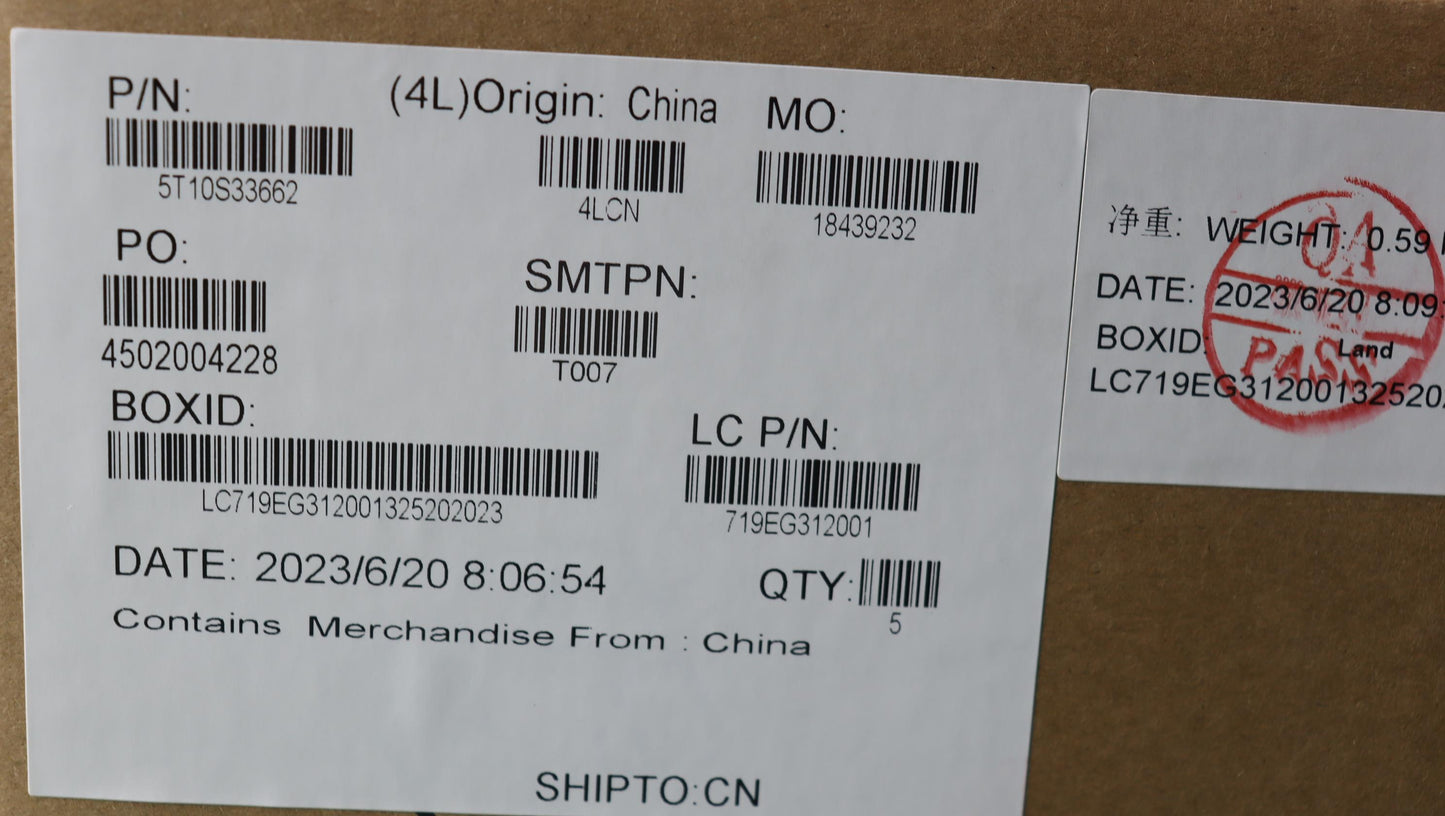 P/N:
5T10S33662
(4L)Origin: China
4LCN
MO:
18439232
PO:
4502004228
SMTPN:
T007
BOXID:
LC719EG312001325202023
LC P/N:
719EG312001
DATE: 2023/6/20 8:06:54
QTY:
5
Contains Merchandise From : China
SHIPTO:CN
净重: WEIGHT: 0.59
DATE: 2023/6/20 8:09:
BOXID: Land
LC719EG31200132520
QA
PASS